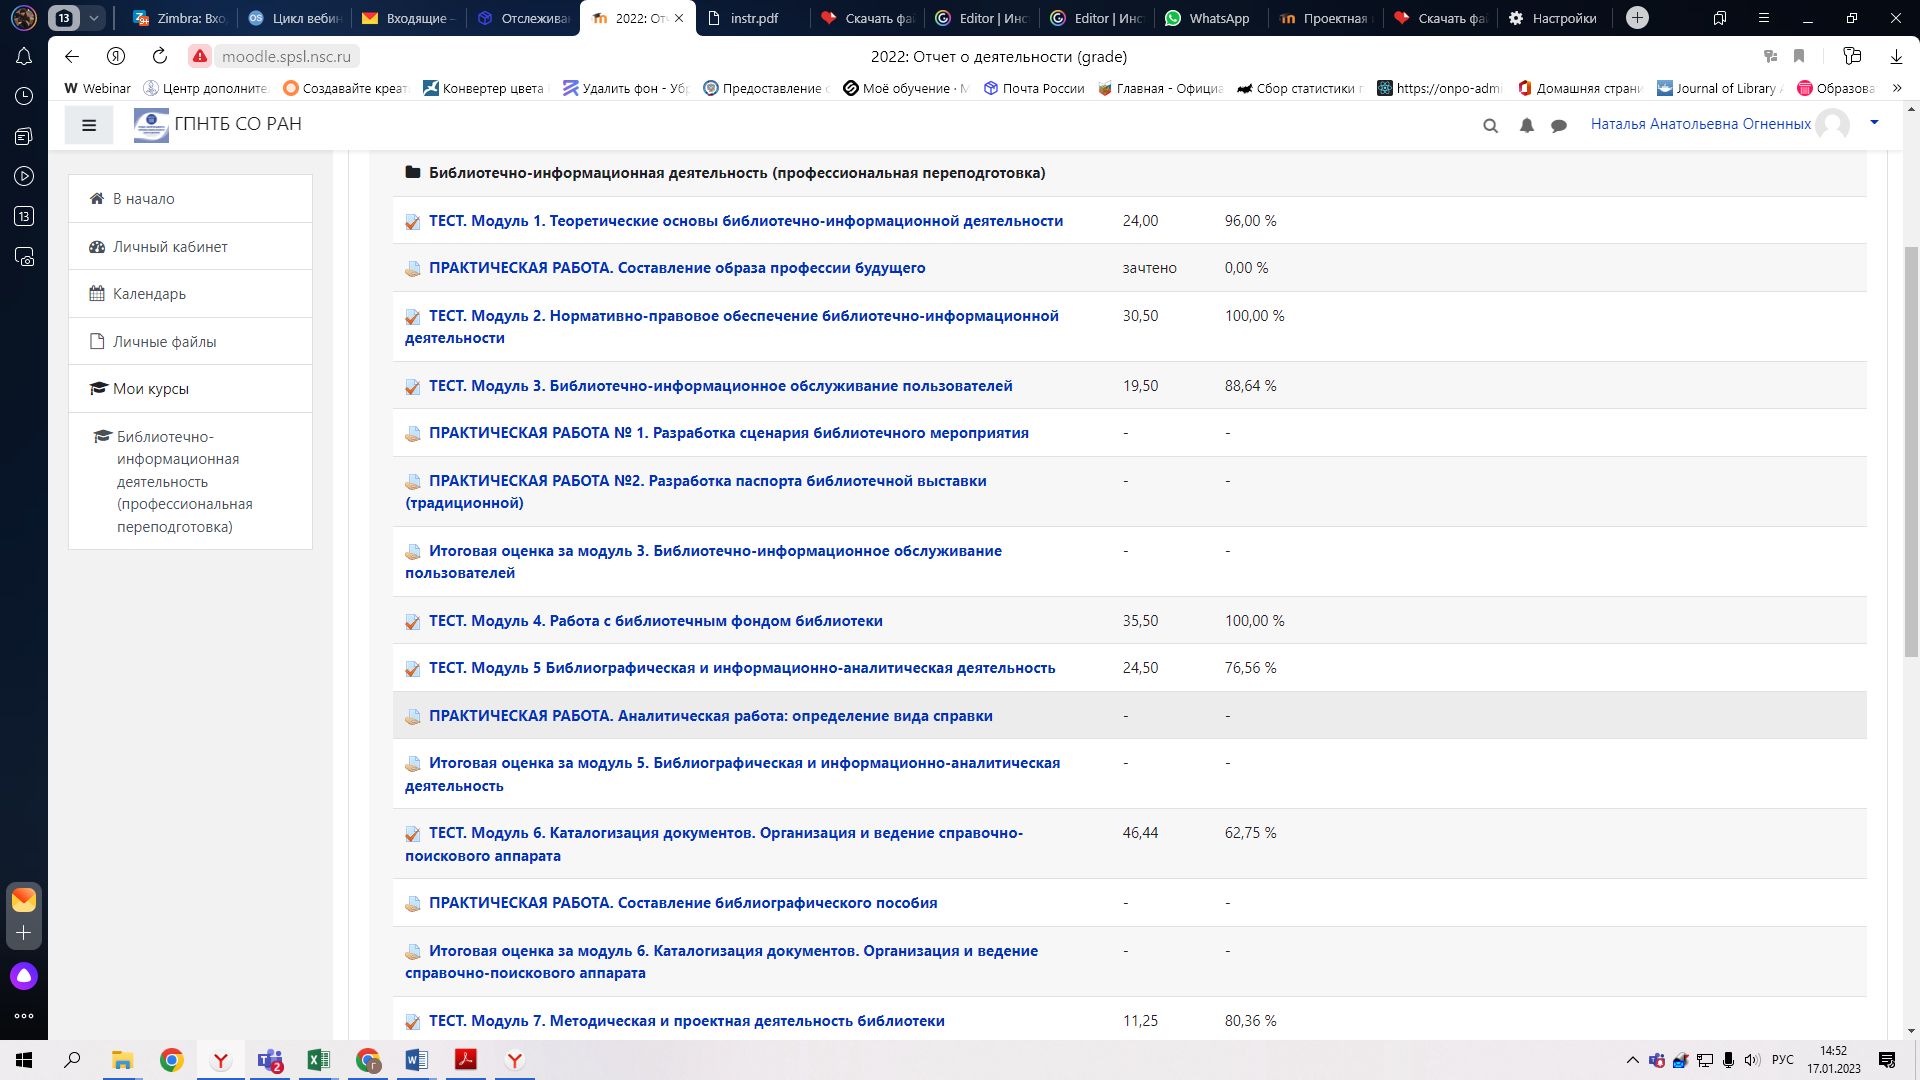 13
Zimbra: Вхо
Цикл вебин
Входящие –
Отслеживан
2022: От
instr.pdf
Скачать фа
Editor | Инс
Editor | Инс
WhatsApp
Проектная
Скачать фа
Настройки
moodle.spsl.nsc.ru
2022: Отчет о деятельности (grade)
Webinar
Центр дополните
Создавайте креат
Конвертер цвета
Удалить фон - Уб
Предоставление с
Моё обучение · М
Почта России
Главная - Официа
Сбор статистики п
https://onpo-admi
Домашняя страни
Journal of Library A
Образова
»
ГПНТБ СО РАН
Наталья Анатольевна Огненных
13
В начало
Личный кабинет
Календарь
Личные файлы
Мои курсы
Библиотечно-
информационная
деятельность
(профессиональная
переподготовка)
Библиотечно-информационная деятельность (профессиональная переподготовка)
ТЕСТ. Модуль 1. Теоретические основы библиотечно-информационной деятельности 24,00 96,00 %
ПРАКТИЧЕСКАЯ РАБОТА. Составление образа профессии будущего зачтено 0,00 %
ТЕСТ. Модуль 2. Нормативно-правовое обеспечение библиотечно-информационной 30,50 100,00 %
деятельности
ТЕСТ. Модуль 3. Библиотечно-информационное обслуживание пользователей 19,50 88,64 %
ПРАКТИЧЕСКАЯ РАБОТА № 1. Разработка сценария библиотечного мероприятия - -
ПРАКТИЧЕСКАЯ РАБОТА №2. Разработка паспорта библиотечной выставки - -
(традиционной)
Итоговая оценка за модуль 3. Библиотечно-информационное обслуживание - -
пользователей
ТЕСТ. Модуль 4. Работа с библиотечным фондом библиотеки 35,50 100,00 %
ТЕСТ. Модуль 5 Библиографическая и информационно-аналитическая деятельность 24,50 76,56 %
ПРАКТИЧЕСКАЯ РАБОТА. Аналитическая работа: определение вида справки - -
Итоговая оценка за модуль 5. Библиографическая и информационно-аналитическая - -
деятельность
ТЕСТ. Модуль 6. Каталогизация документов. Организация и ведение справочно- 46,44 62,75 %
поискового аппарата
ПРАКТИЧЕСКАЯ РАБОТА. Составление библиографического пособия - -
Итоговая оценка за модуль 6. Каталогизация документов. Организация и ведение - -
справочно-поискового аппарата
ТЕСТ. Модуль 7. Методическая и проектная деятельность библиотеки 11,25 80,36 %
РУС
14:52
17.01.2023